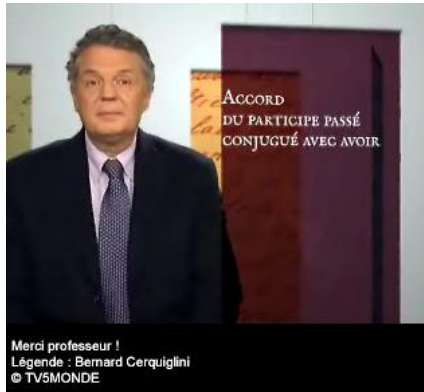 Accord
du participe passé
conjugué avec avoir
Merci professeur !
Légende : Bernard Cerquiglini
© TV5MONDE